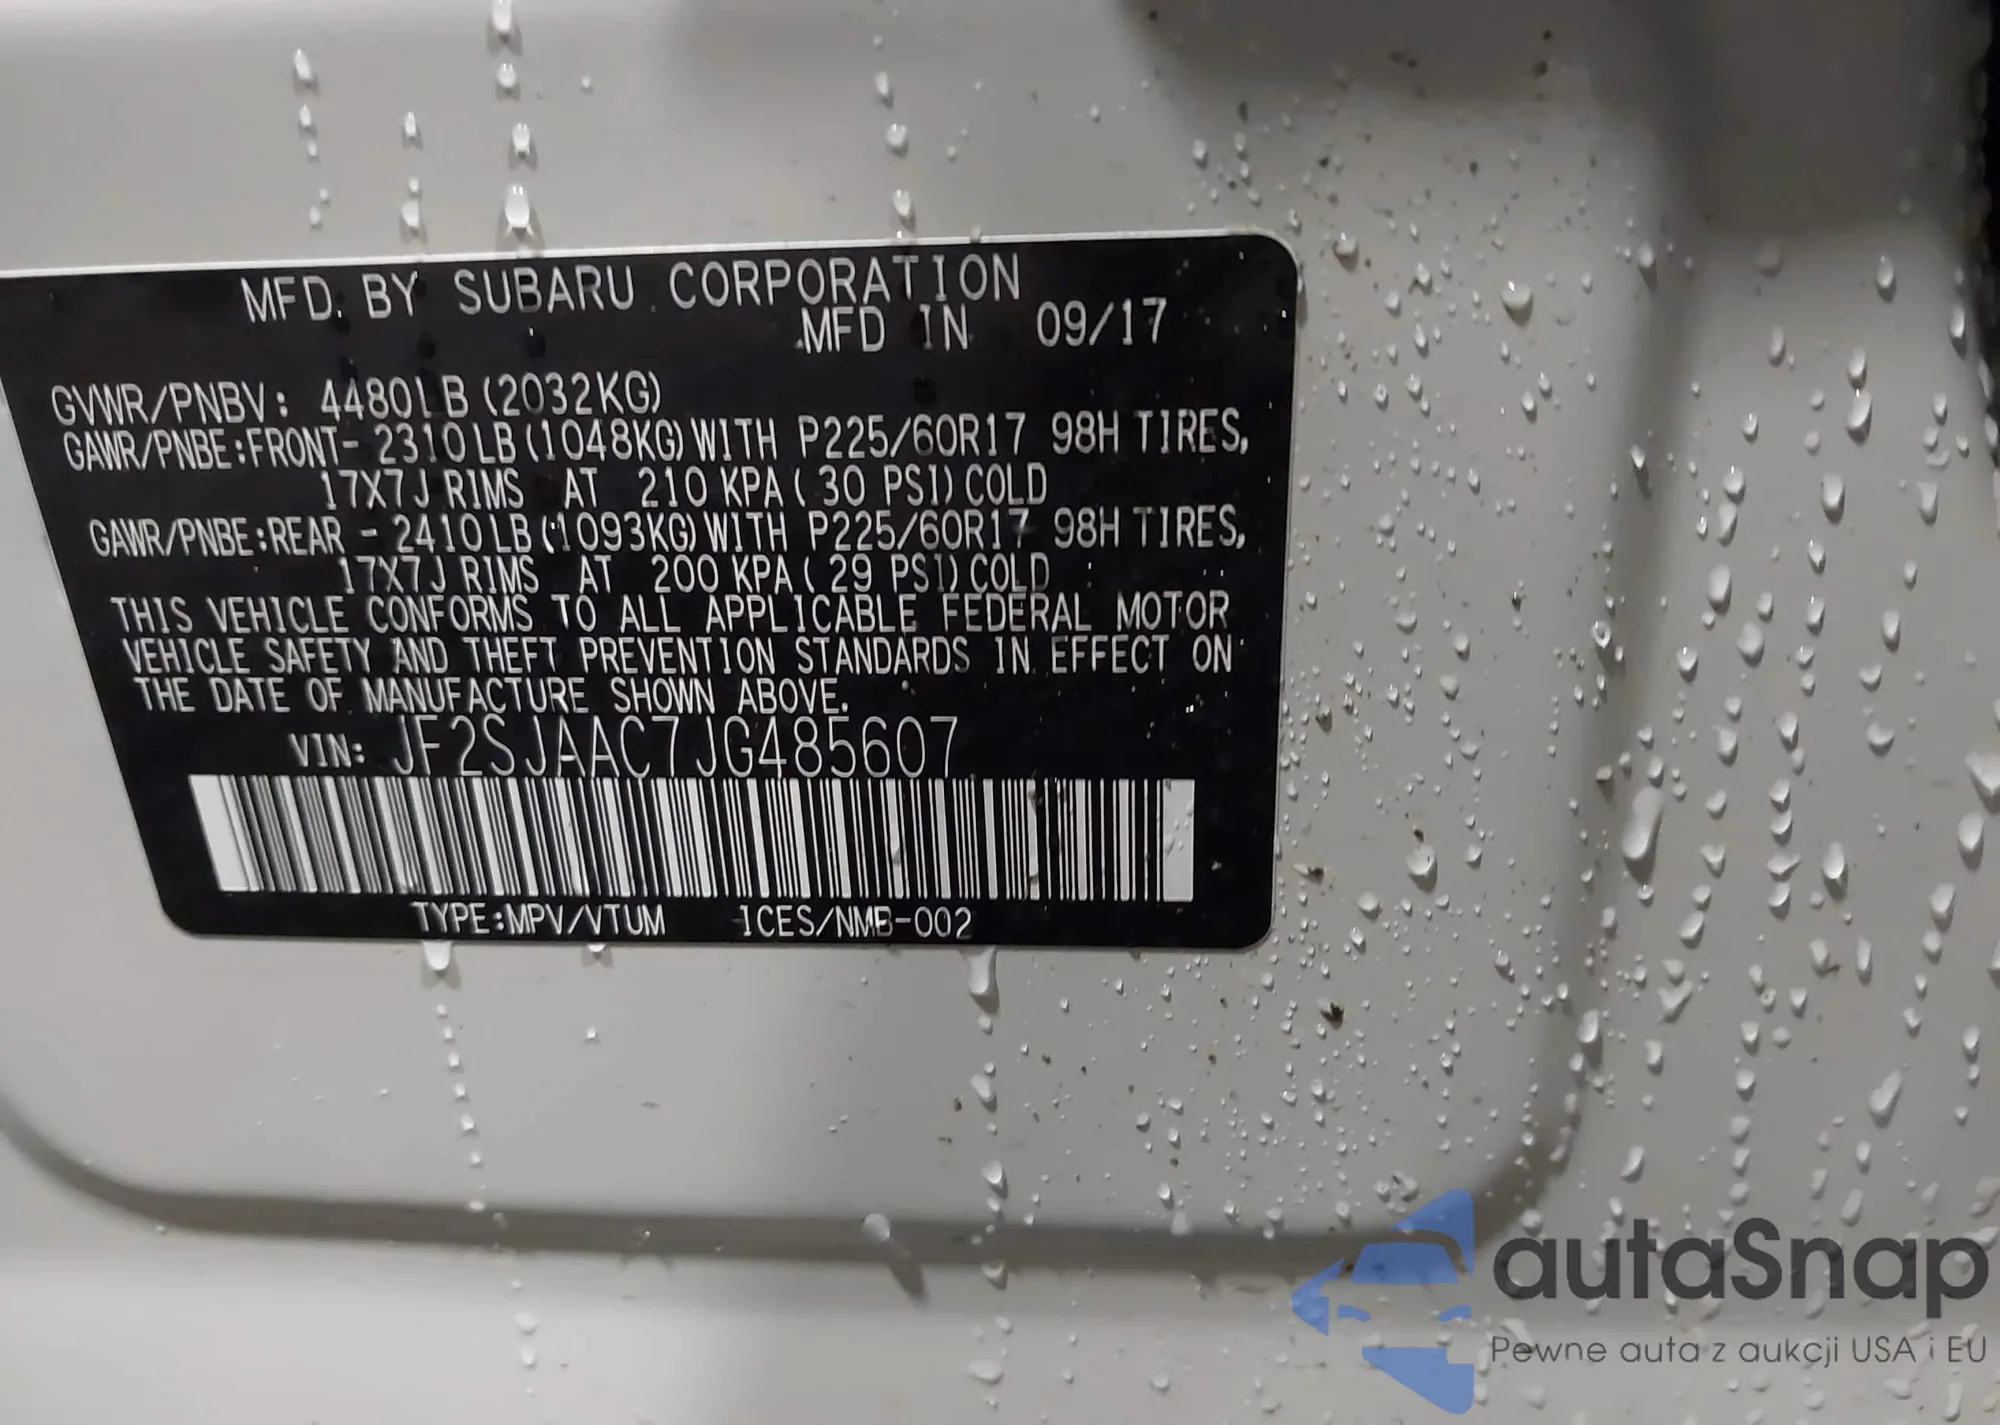 MFD. BY SUBARU CORPORATION
MFD IN 09/17
GVWR/PNBV: 4480LB (2032KG)
GAWR/PNBE:FRONT- 2310LB(1048KG)WITH P225/60R17 98H TIRES,
17X7J RIMS AT 210 KPA(30 PSI)COLD
GAWR/PNBE:REAR - 2410LB(1093KG)WITH P225/60R17 98H TIRES,
17X7J RIMS AT 200 KPA(29 PSI)COLD
THIS VEHICLE CONFORMS TO ALL APPLICABLE FEDERAL MOTOR
VEHICLE SAFETY AND THEFT PREVENTION STANDARDS IN EFFECT ON
THE DATE OF MANUFACTURE SHOWN ABOVE.
VIN: JF2SJAAC7JG485607
TYPE:MPV/VTUM ICES/NMB-002
autaSnap
Pewne auta z aukcji USA i EU